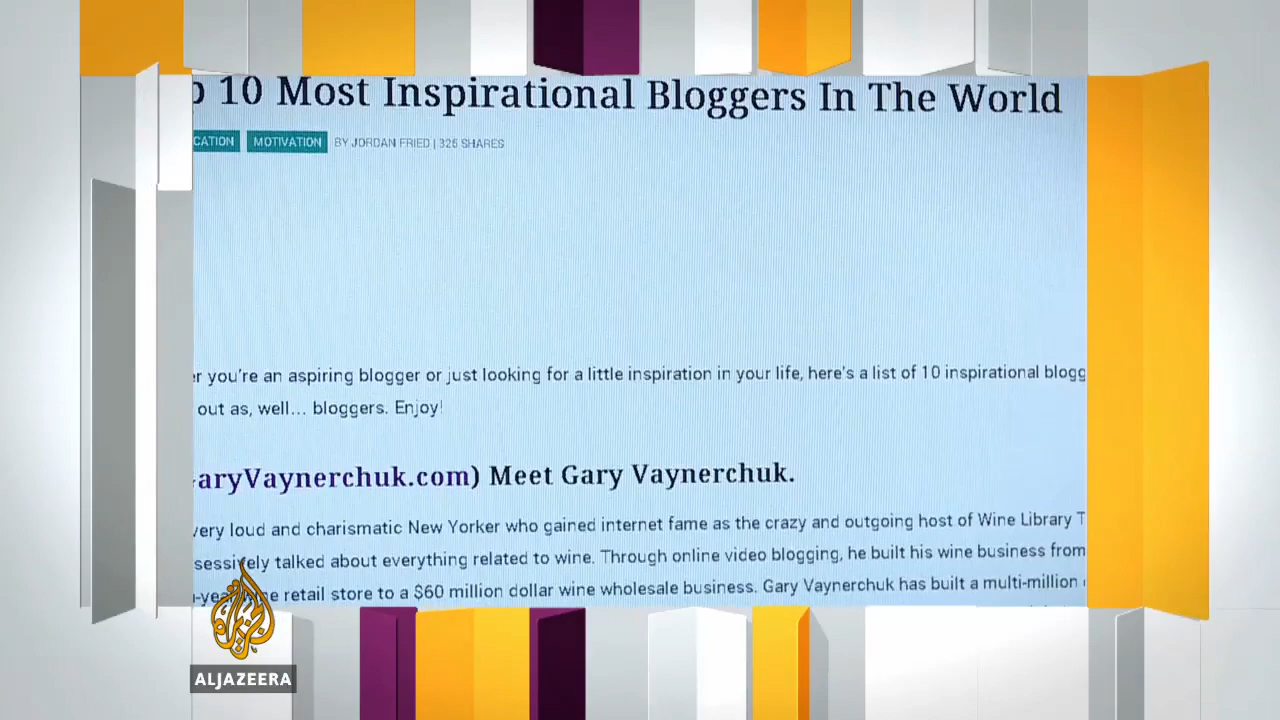 10 Most Inspirational Bloggers In The World
CATION MOTIVATION BY JORDAN FRIED | 326 SHARES
you're an aspiring blogger or just looking for a little inspiration in your life, here's a list of 10 inspirational blogg
out as, well... bloggers. Enjoy!
aryVaynerchuk.com) Meet Gary Vaynerchuk.
very loud and charismatic New Yorker who gained internet fame as the crazy and outgoing host of Wine Library T
sessively talked about everything related to wine. Through online video blogging, he built his wine business from
retail store to a $60 million dollar wine wholesale business. Gary Vaynerchuk has built a multi-million
الجزيرة
ALJAZEERA